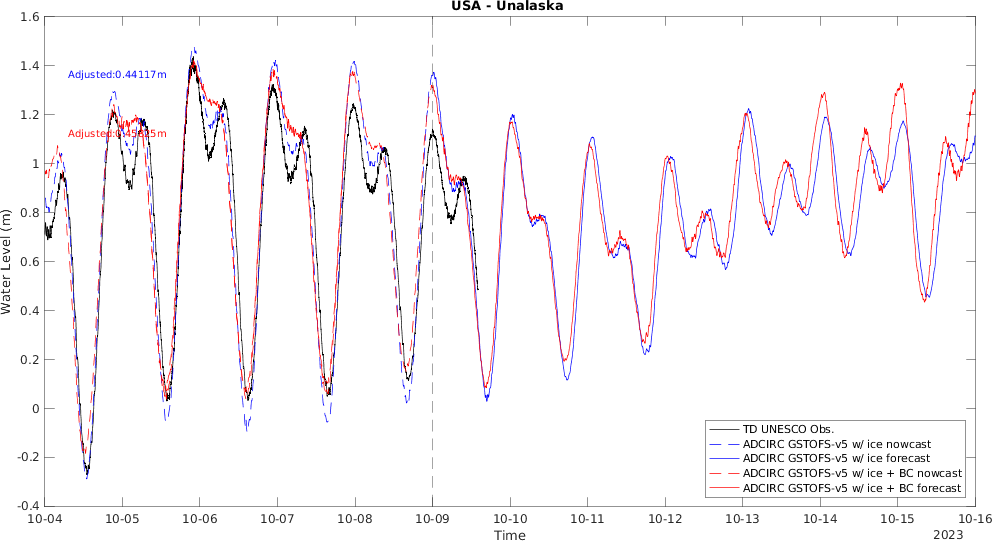 USA - Unalaska
1.6
1.4
1.2
1
0.8
0.6
0.4
0.2
0
-0.2
-0.4
Water Level (m)
Adjusted:0.44117m
TD UNESCO Obs.
ADCIRC GSTOFS-v5 w/ ice nowcast
ADCIRC GSTOFS-v5 w/ ice forecast
ADCIRC GSTOFS-v5 w/ ice + BC nowcast
ADCIRC GSTOFS-v5 w/ ice + BC forecast
10-04 10-05 10-06 10-07 10-08 10-09 10-10 10-11 10-12 10-13 10-14 10-15 10-16
Time
2023